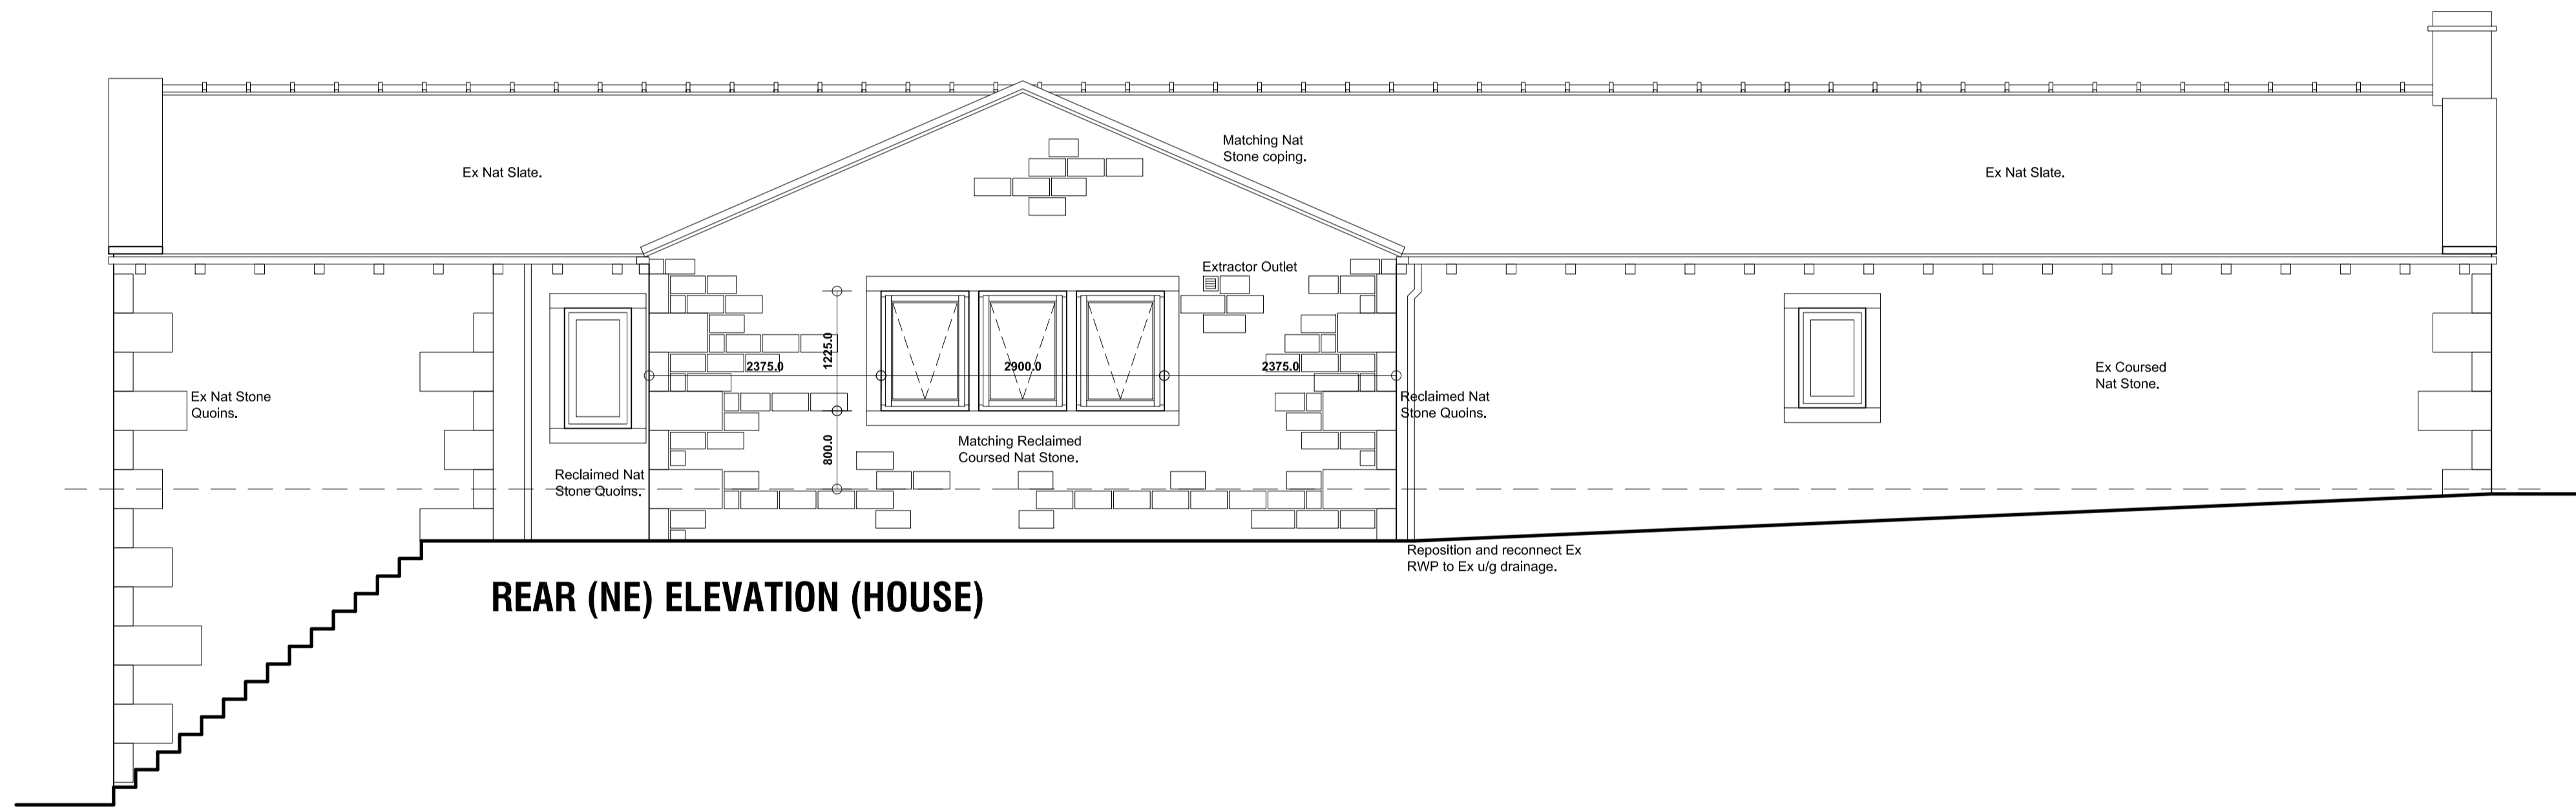 Matching Nat
Stone coping.
Ex Nat Slate.
Ex Nat Slate.
Extractor Outlet
1225.0
2375.0
2900.0
2375.0
Ex Coursed
Nat Stone.
Ex Nat Stone
Quoins.
Reclaimed Nat
Stone Quoins.
800.0
Matching Reclaimed
Coursed Nat Stone.
Reclaimed Nat
Stone Quoins.
Reposition and reconnect Ex
RWP to Ex u/g drainage.
REAR (NE) ELEVATION (HOUSE)